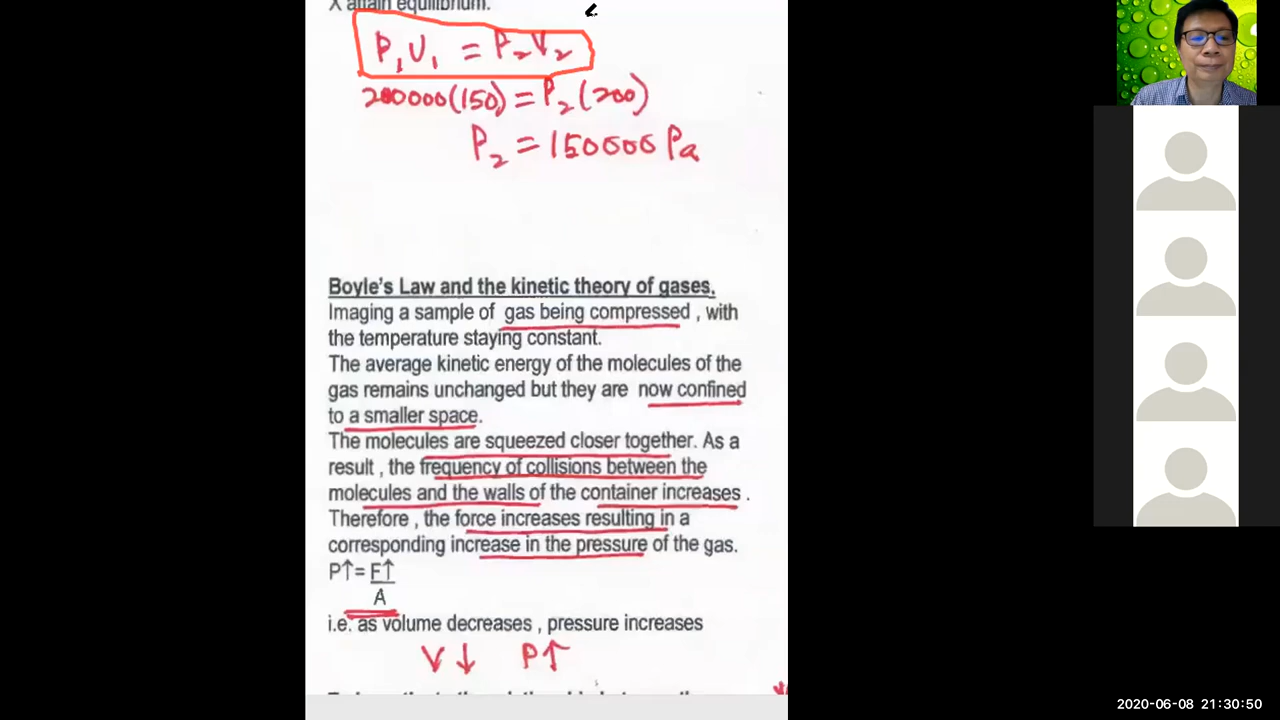 X attain equilibrium.
P₁V₁ = P₂V₂
200000(150) = P₂(200)
P₂ = 150000 Pa
Boyle's Law and the kinetic theory of gases.
Imaging a sample of gas being compressed , with
the temperature staying constant.
The average kinetic energy of the molecules of the
gas remains unchanged but they are now confined
to a smaller space.
The molecules are squeezed closer together. As a
result , the frequency of collisions between the
molecules and the walls of the container increases .
Therefore , the force increases resulting in a
corresponding increase in the pressure of the gas.
P↑= F↑
A
i.e. as volume decreases , pressure increases
V ↓ P↑
2020-06-08 21:30:50